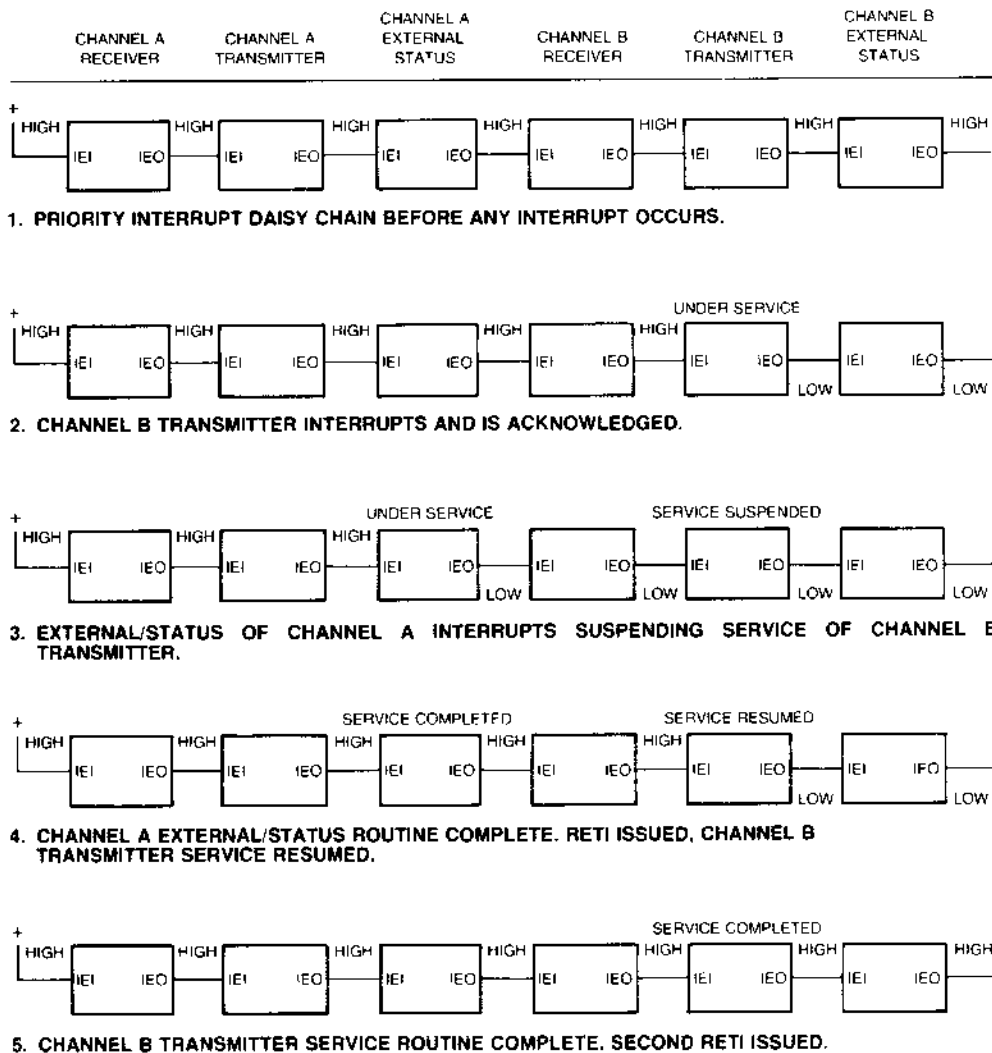 CHANNEL A RECEIVER
CHANNEL A TRANSMITTER
CHANNEL A EXTERNAL STATUS
CHANNEL B RECEIVER
CHANNEL B TRANSMITTER
CHANNEL B EXTERNAL STATUS
+
HIGH HIGH HIGH HIGH HIGH HIGH HIGH
IEI IEO IEI IEO IEI IEO IEI IEO IEI IEO IEI IEO
1. PRIORITY INTERRUPT DAISY CHAIN BEFORE ANY INTERRUPT OCCURS.
UNDER SERVICE
+
HIGH HIGH HIGH HIGH HIGH
IEI IEO IEI IEO IEI IEO IEI IEO IEI IEO IEI IEO
LOW LOW
2. CHANNEL B TRANSMITTER INTERRUPTS AND IS ACKNOWLEDGED.
UNDER SERVICE SERVICE SUSPENDED
+
HIGH HIGH HIGH
IEI IEO IEI IEO IEI IEO IEI IEO IEI IEO IEI IEO
LOW LOW LOW LOW
3. EXTERNAL/STATUS OF CHANNEL A INTERRUPTS SUSPENDING SERVICE OF CHANNEL B
TRANSMITTER.
SERVICE COMPLETED SERVICE RESUMED
+
HIGH HIGH HIGH HIGH HIGH
IEI IEO IEI IEO IEI IEO IEI IEO IEI IEO IEI IEO
LOW LOW
4. CHANNEL A EXTERNAL/STATUS ROUTINE COMPLETE. RETI ISSUED, CHANNEL B
TRANSMITTER SERVICE RESUMED.
SERVICE COMPLETED
+
HIGH HIGH HIGH HIGH HIGH HIGH HIGH
IEI IEO IEI IEO IEI IEO IEI IEO IEI IEO IEI IEO
5. CHANNEL B TRANSMITTER SERVICE ROUTINE COMPLETE. SECOND RETI ISSUED.